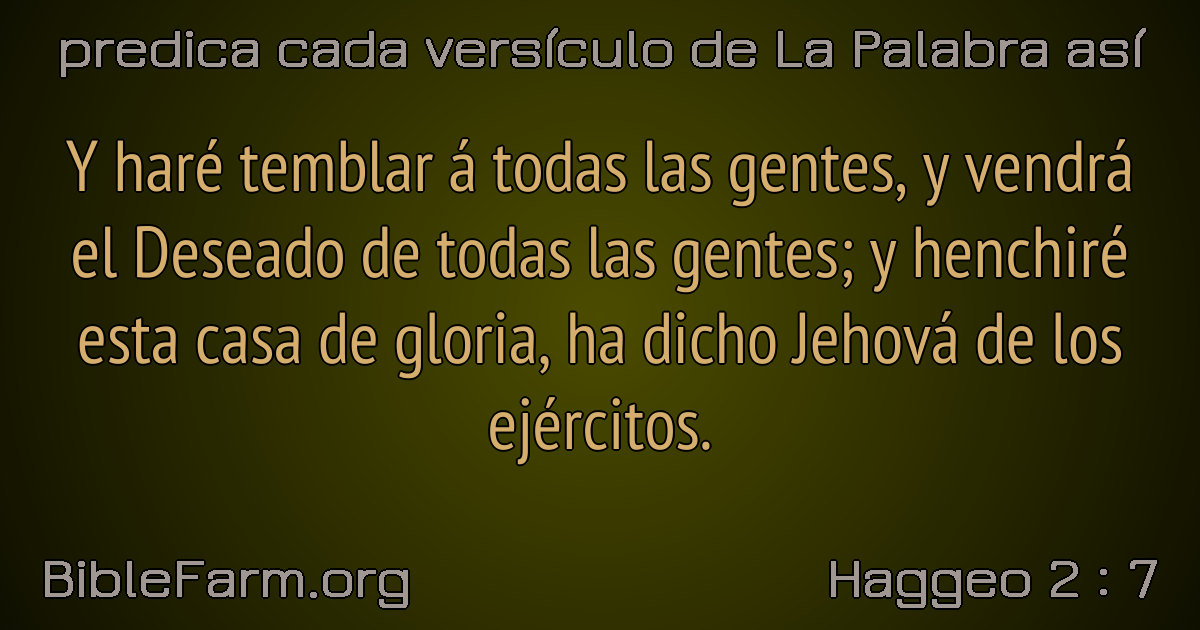 predica cada versículo de La Palabra así
Y haré temblar á todas las gentes, y vendrá
el Deseado de todas las gentes; y henchiré
esta casa de gloria, ha dicho Jehová de los
ejércitos.
BibleFarm.org
Haggeo 2 : 7